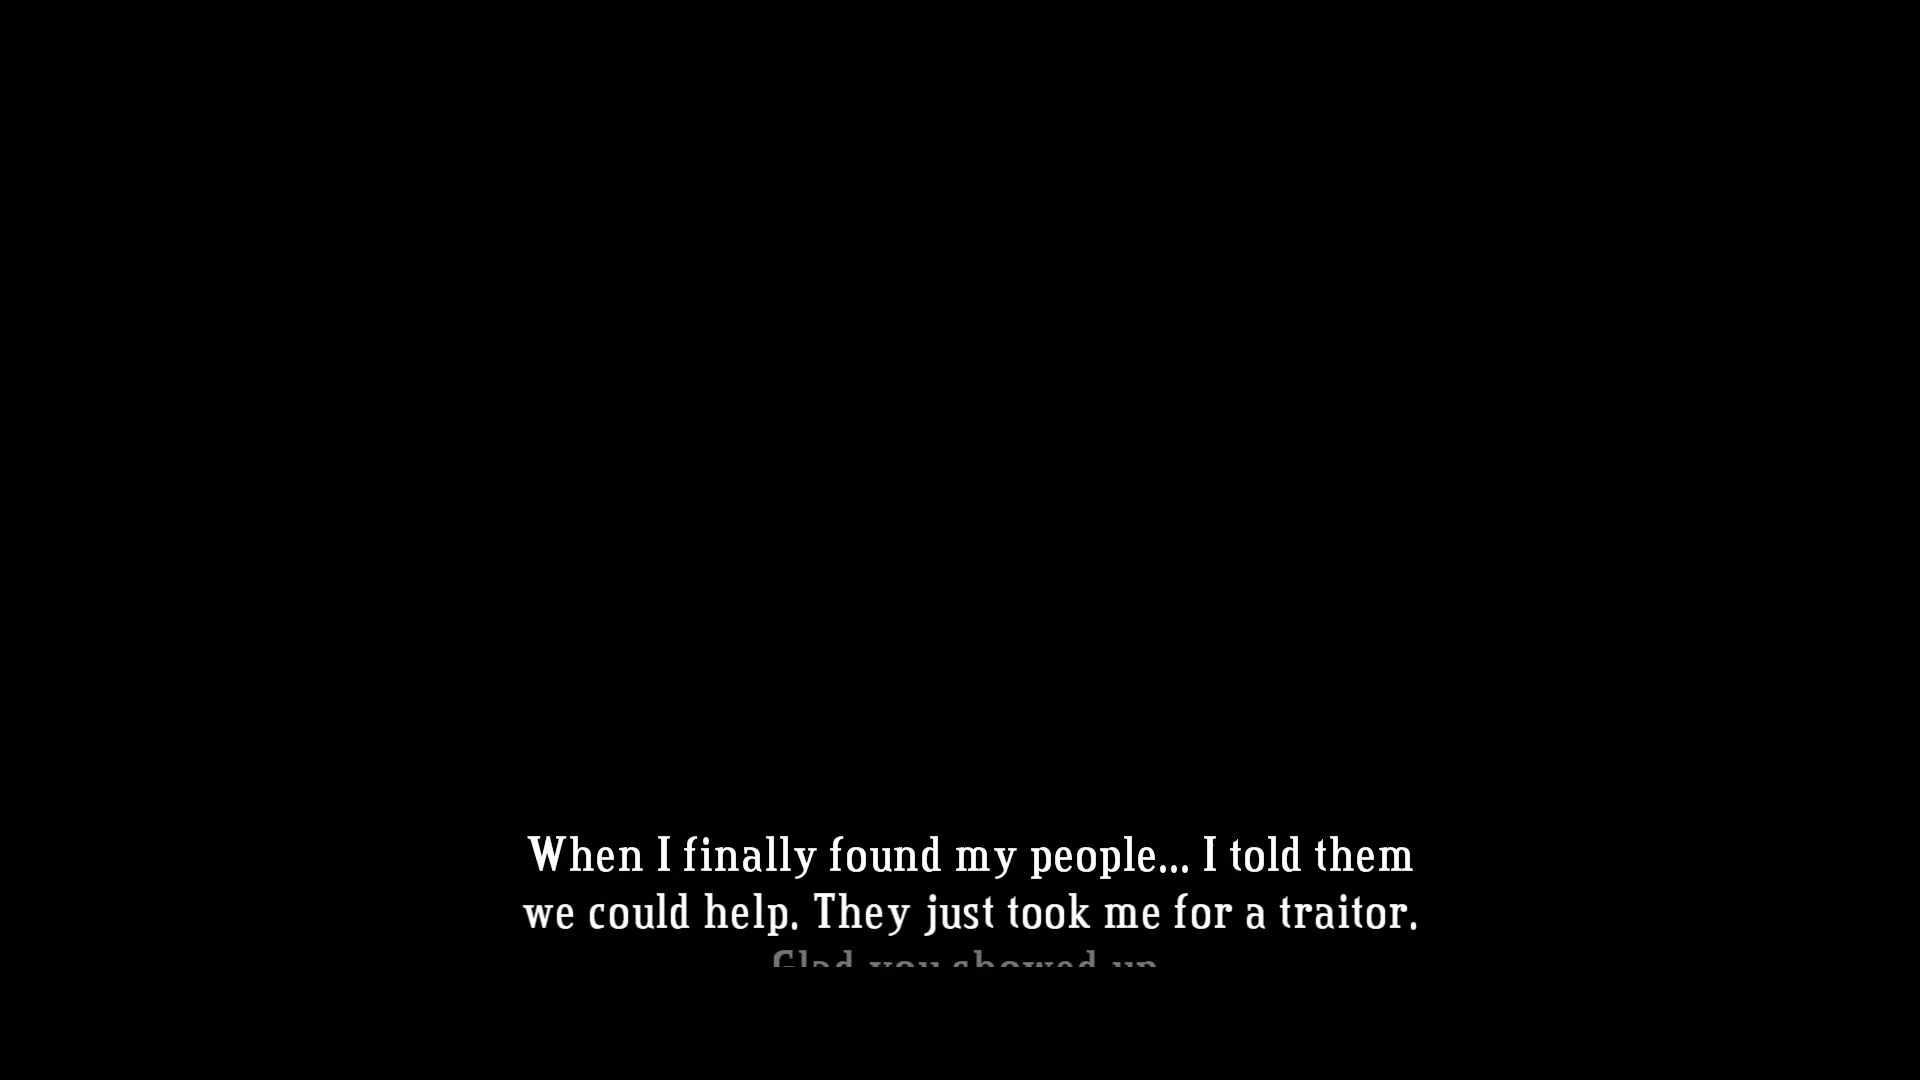 When I finally found my people... I told them
we could help. They just took me for a traitor.
Glad you showed up